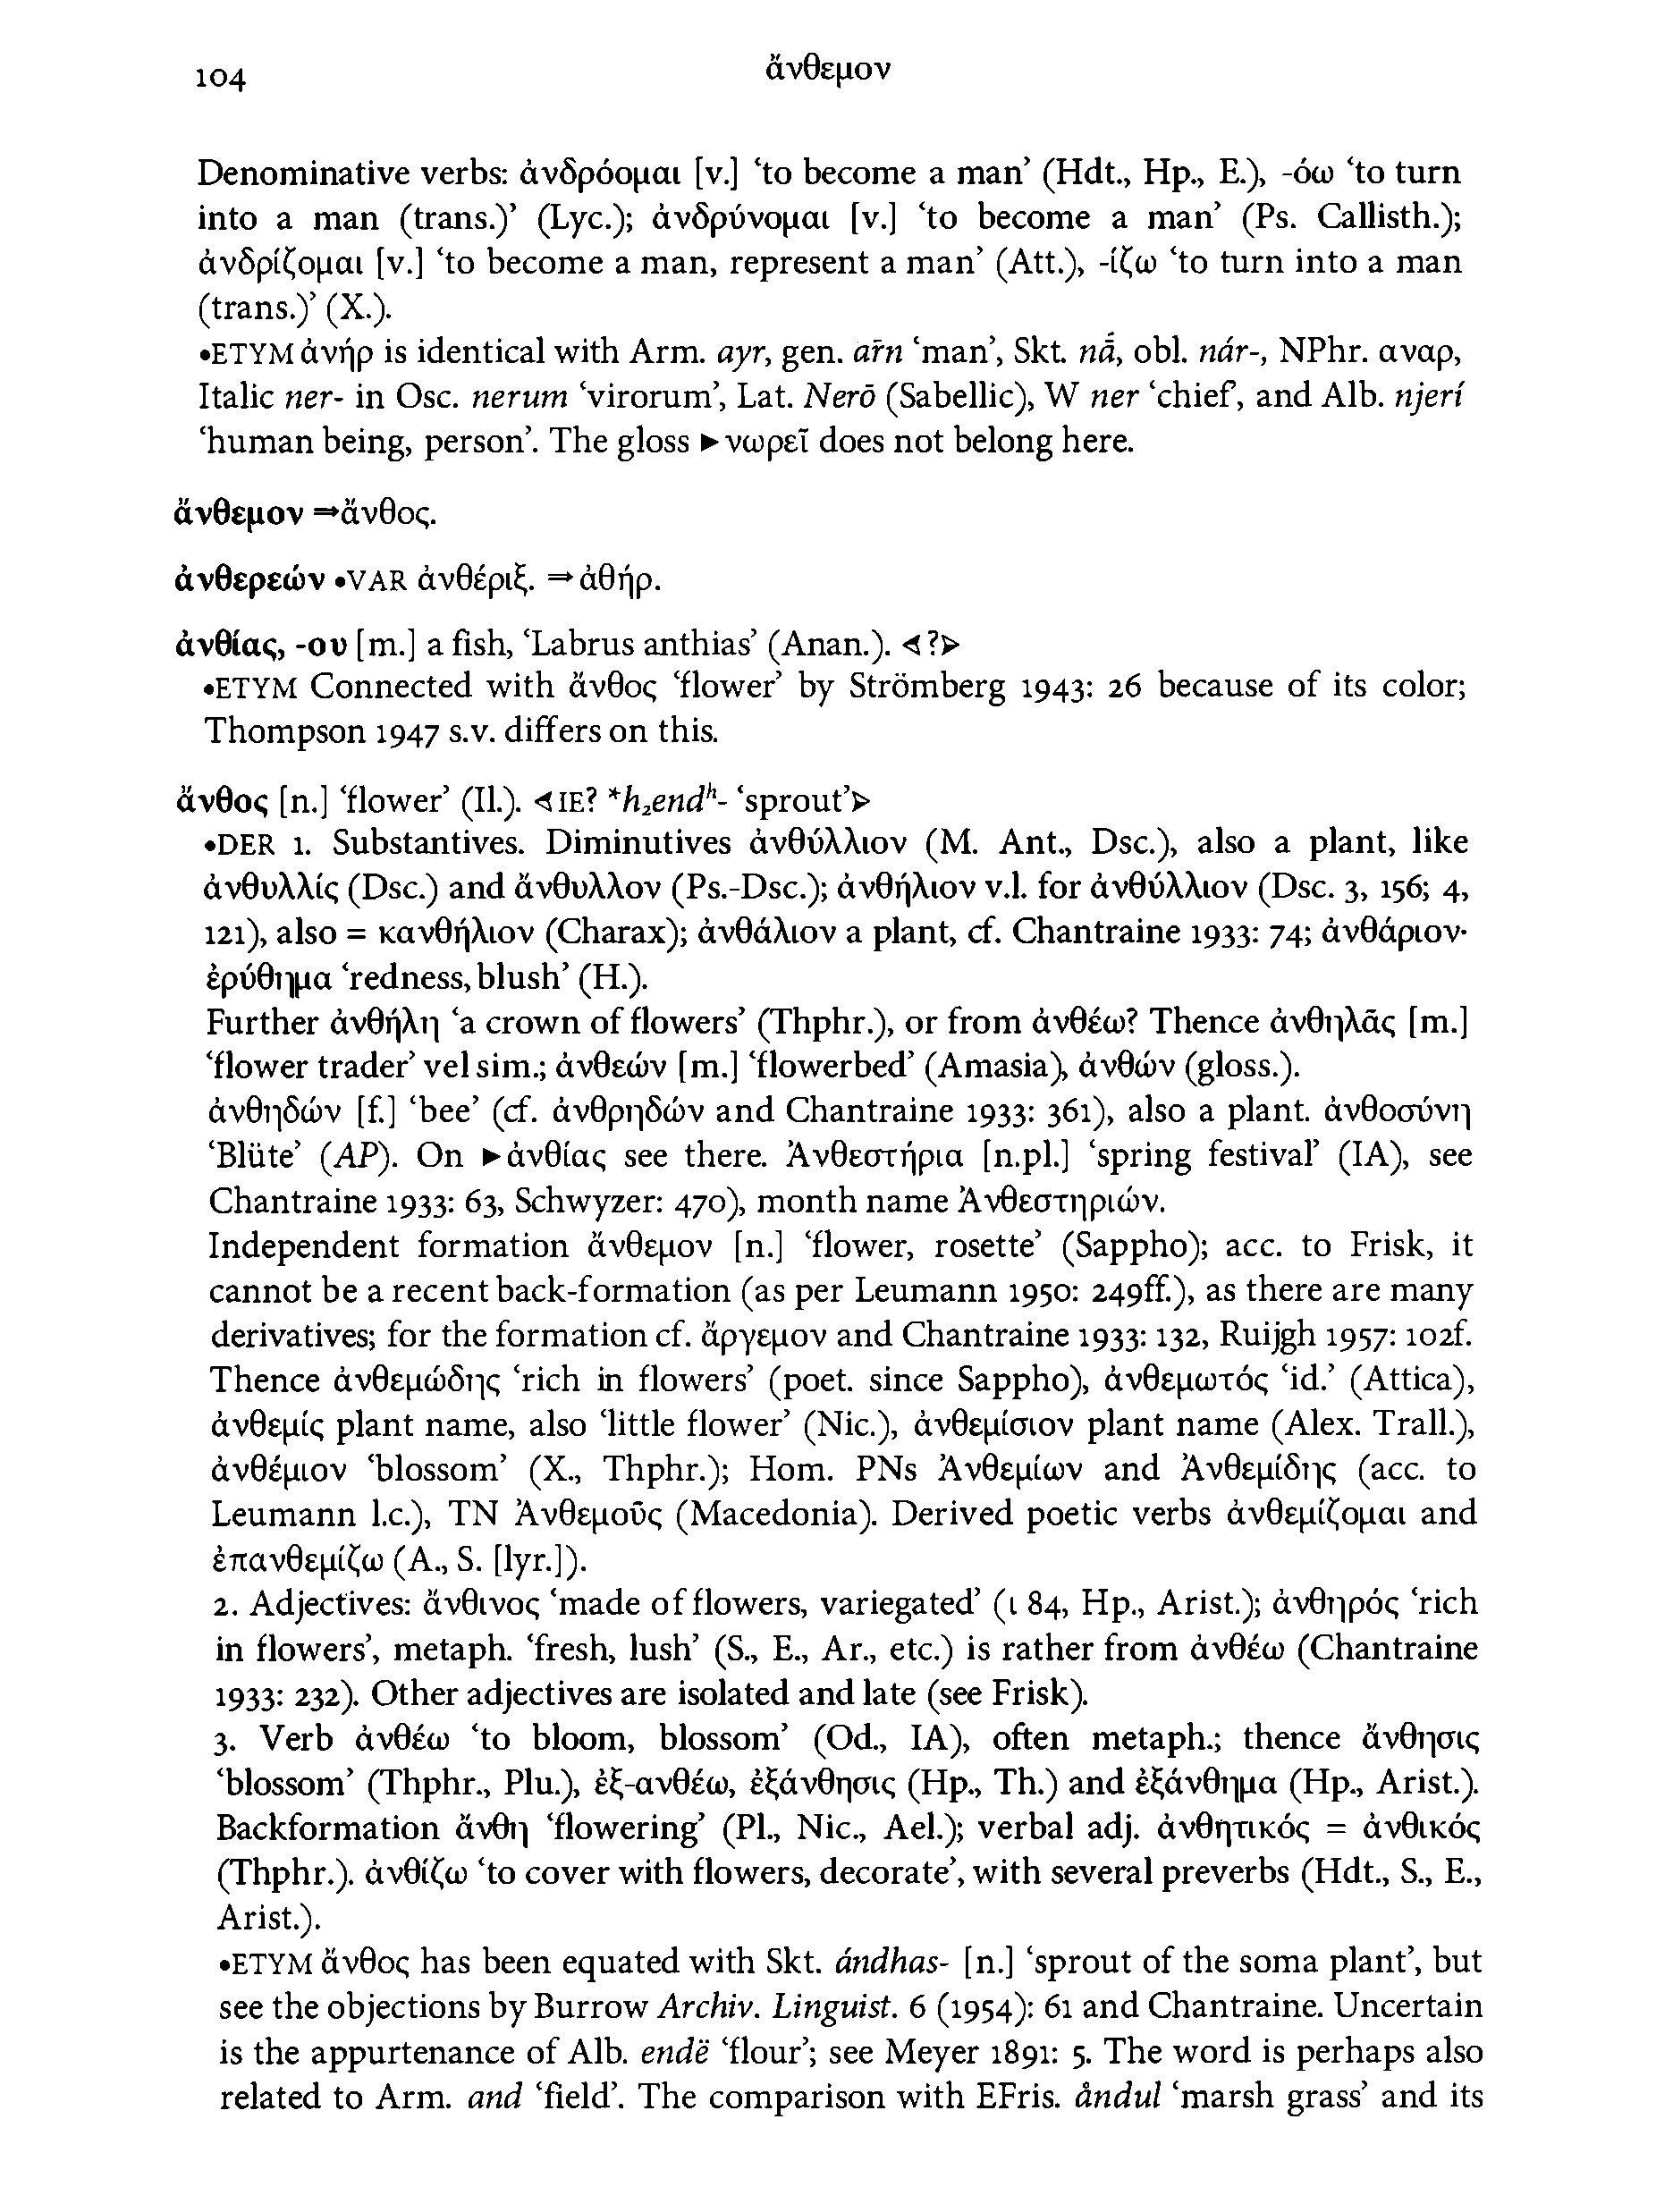 104
ἄνθεμον
Denominative verbs: ἀνδρόομαι [v.] ‘to become a man’ (Hdt., Hp., E.), -όω ‘to turn
into a man (trans.)’ (Lyc.); ἀνδρύνομαι [v.] ‘to become a man’ (Ps. Callisth.);
ἀνδρίζομαι [v.] ‘to become a man, represent a man’ (Att.), -ίζω ‘to turn into a man
(trans.)’ (X.).
•ETYM ἀνήρ is identical with Arm. ayr, gen. aṙn ‘man’, Skt. nā́, obl. nár-, NPhr. αναρ,
Italic ner- in Osc. nerum ‘virorum’, Lat. Nerō (Sabellic), W ner ‘chief’, and Alb. njerí
‘human being, person’. The gloss ►νωρεῖ does not belong here.
ἄνθεμον ⇒ἄνθος.
ἀνθερεών •VAR ἀνθέριξ. ⇒ἀθήρ.
ἀνθίας, -ου [m.] a fish, ‘Labrus anthias’ (Anan.). ⊲?⊳
•ETYM Connected with ἄνθος ‘flower’ by Strömberg 1943: 26 because of its color;
Thompson 1947 s.v. differs on this.
ἄνθος [n.] ‘flower’ (Il.). ⊲IE? *h₂endʰ- ‘sprout’⊳
•DER 1. Substantives. Diminutives ἀνθύλλιον (M. Ant., Dsc.), also a plant, like
ἀνθυλλίς (Dsc.) and ἄνθυλλον (Ps.-Dsc.); ἀνθήλιον v.l. for ἀνθύλλιον (Dsc. 3, 156; 4,
121), also = κανθήλιον (Charax); ἀνθάλιον a plant, cf. Chantraine 1933: 74; ἀνθάριον·
ἐρύθημα ‘redness, blush’ (H.).
Further ἀνθήλη ‘a crown of flowers’ (Thphr.), or from ἀνθέω? Thence ἀνθηλᾶς [m.]
‘flower trader’ vel sim.; ἀνθεών [m.] ‘flowerbed’ (Amasia), ἀνθών (gloss.).
ἀνθηδών [f.] ‘bee’ (cf. ἀνθρηδών and Chantraine 1933: 361), also a plant. ἀνθοσύνη
‘Blüte’ (AP). On ►ἀνθίας see there. Ἀνθεστήρια [n.pl.] ‘spring festival’ (IA), see
Chantraine 1933: 63, Schwyzer: 470), month name Ἀνθεστηριών.
Independent formation ἄνθεμον [n.] ‘flower, rosette’ (Sappho); acc. to Frisk, it
cannot be a recent back-formation (as per Leumann 1950: 249ff.), as there are many
derivatives; for the formation cf. ἄργεμον and Chantraine 1933: 132, Ruijgh 1957: 102f.
Thence ἀνθεμώδης ‘rich in flowers’ (poet. since Sappho), ἀνθεμωτός ‘id.’ (Attica),
ἀνθεμίς plant name, also ‘little flower’ (Nic.), ἀνθεμίσιον plant name (Alex. Trall.),
ἀνθέμιον ‘blossom’ (X., Thphr.); Hom. PNs Ἀνθεμίων and Ἀνθεμίδης (acc. to
Leumann l.c.), TN Ἀνθεμοῦς (Macedonia). Derived poetic verbs ἀνθεμίζομαι and
ἐπανθεμίζω (A., S. [lyr.]).
2. Adjectives: ἄνθινος ‘made of flowers, variegated’ (ι 84, Hp., Arist.); ἀνθηρός ‘rich
in flowers’, metaph. ‘fresh, lush’ (S., E., Ar., etc.) is rather from ἀνθέω (Chantraine
1933: 232). Other adjectives are isolated and late (see Frisk).
3. Verb ἀνθέω ‘to bloom, blossom’ (Od., IA), often metaph.; thence ἄνθησις
‘blossom’ (Thphr., Plu.), ἐξ-ανθέω, ἐξάνθησις (Hp., Th.) and ἐξάνθημα (Hp., Arist.).
Backformation ἄνθη ‘flowering’ (Pl., Nic., Ael.); verbal adj. ἀνθητικός = ἀνθικός
(Thphr.). ἀνθίζω ‘to cover with flowers, decorate’, with several preverbs (Hdt., S., E.,
Arist.).
•ETYM ἄνθος has been equated with Skt. ándhas- [n.] ‘sprout of the soma plant’, but
see the objections by Burrow Archiv. Linguist. 6 (1954): 61 and Chantraine. Uncertain
is the appurtenance of Alb. endë ‘flour’; see Meyer 1891: 5. The word is perhaps also
related to Arm. and ‘field’. The comparison with EFris. åndul ‘marsh grass’ and its